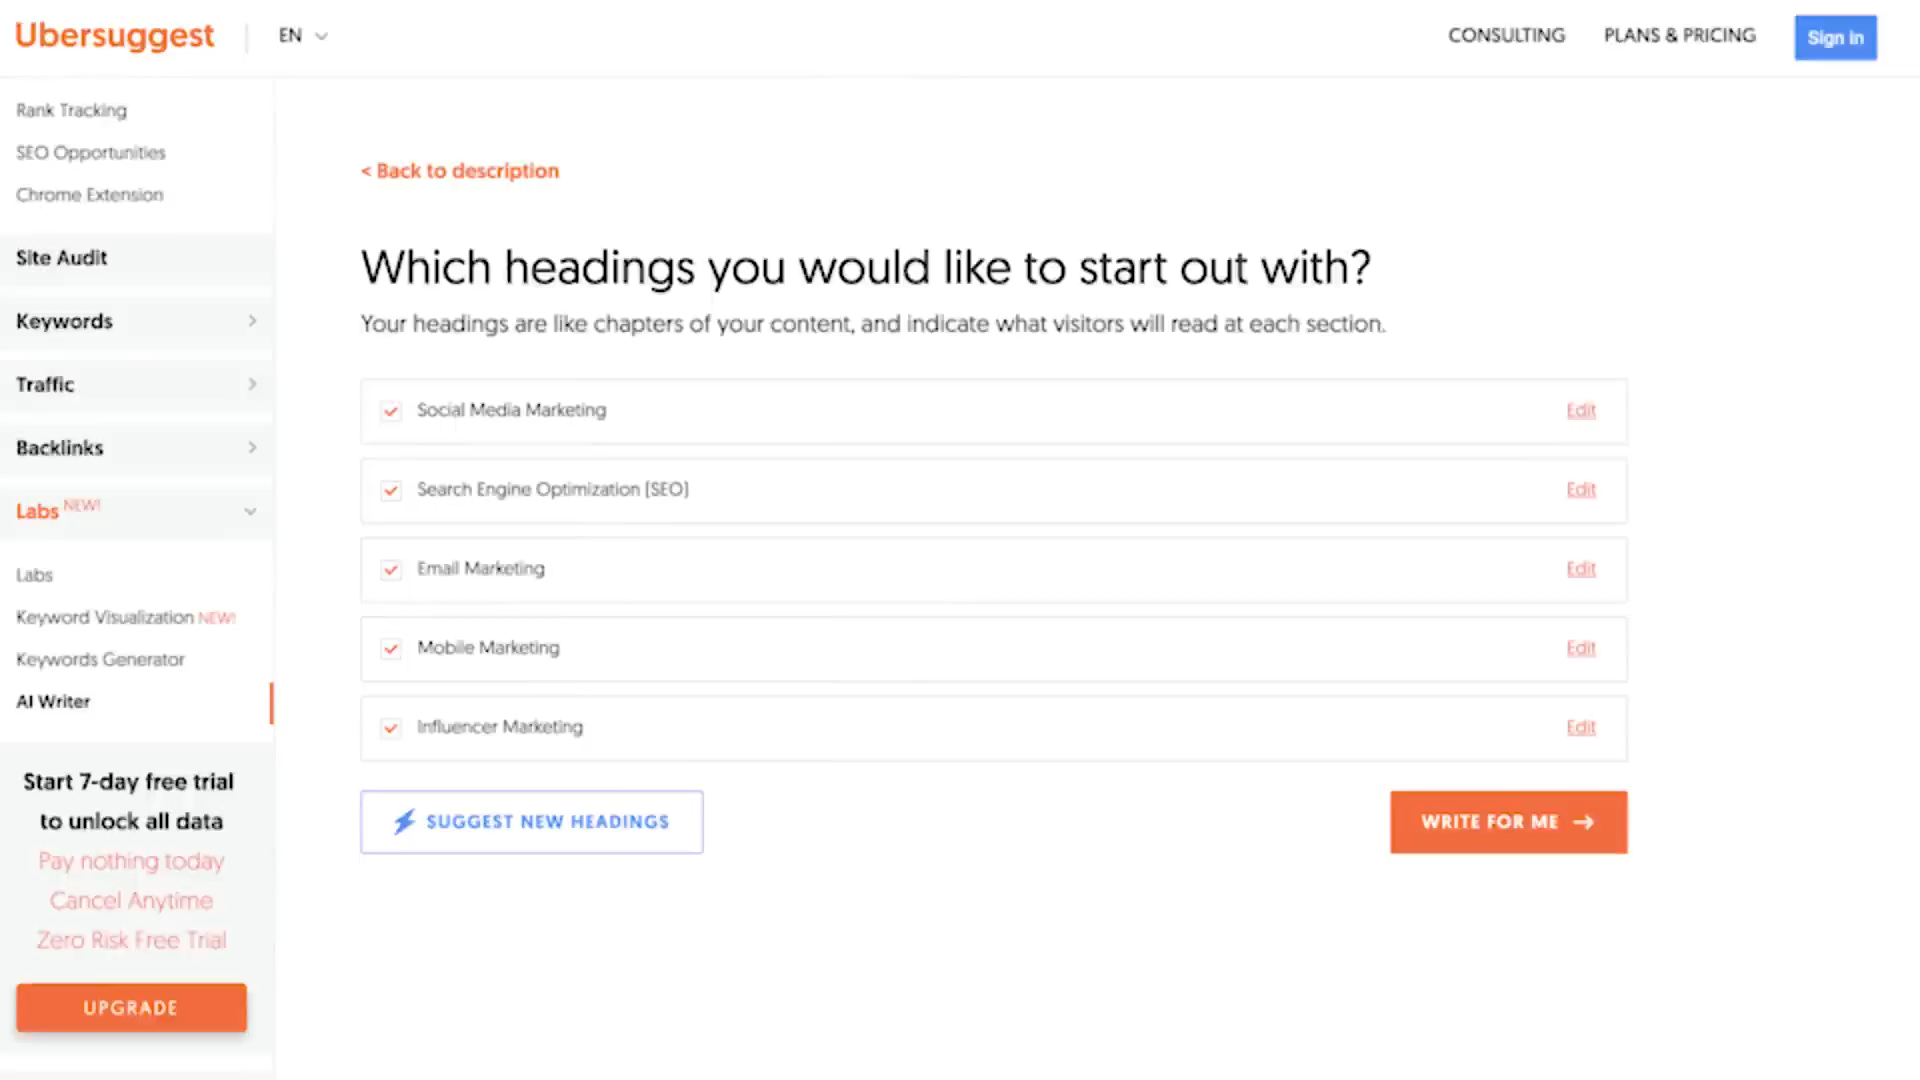 Ubersuggest
EN
CONSULTING
PLANS & PRICING
Sign in
Rank Tracking
SEO Opportunities
Chrome Extension
Site Audit
Keywords
Traffic
Backlinks
Labs NEW!
Labs
Keyword Visualization NEW!
Keywords Generator
AI Writer
Start 7-day free trial
to unlock all data
Pay nothing today
Cancel Anytime
Zero Risk Free Trial
UPGRADE
< Back to description
Which headings you would like to start out with?
Your headings are like chapters of your content, and indicate what visitors will read at each section.
Social Media Marketing
Edit
Search Engine Optimization (SEO)
Edit
Email Marketing
Edit
Mobile Marketing
Edit
Influencer Marketing
Edit
SUGGEST NEW HEADINGS
WRITE FOR ME →